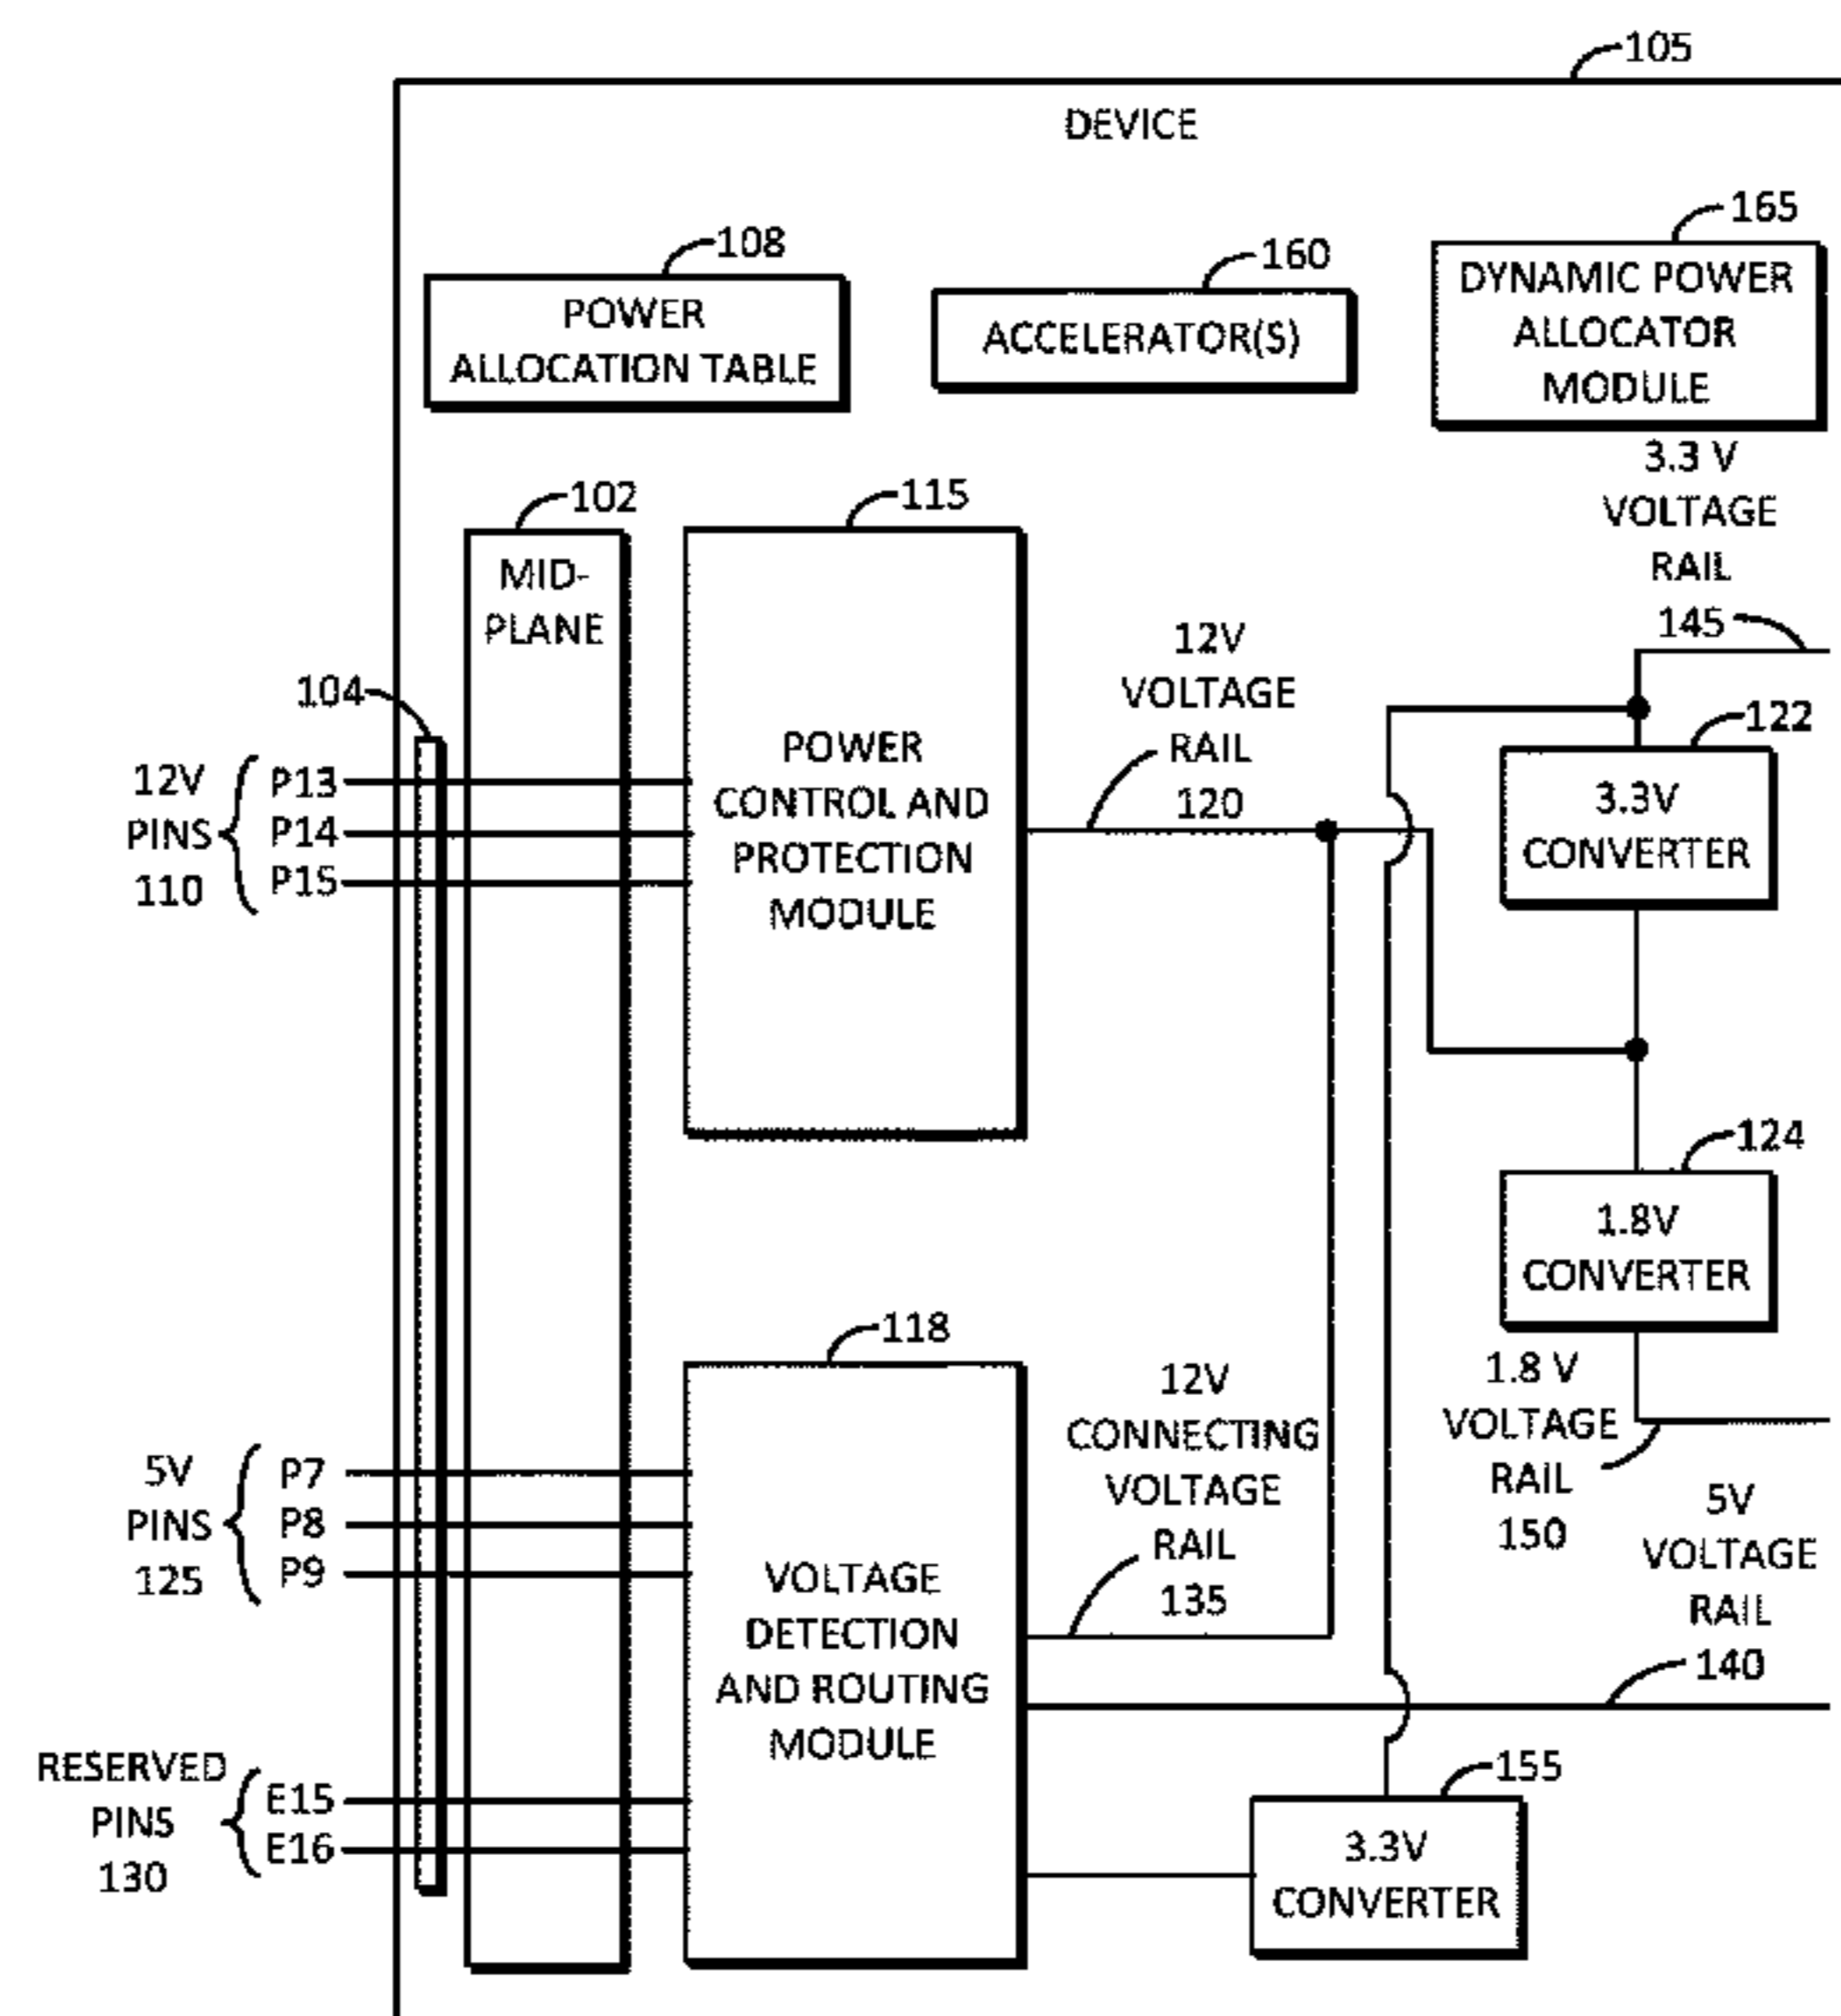 105
DEVICE
165
108
160
DYNAMIC POWER
ALLOCATOR
MODULE
POWER
ALLOCATION TABLE
ACCELERATOR(S)
3.3 V
VOLTAGE
RAIL
145
102
115
MID-
PLANE
12V
VOLTAGE
RAIL
120
104
122
12V
PINS
110
P13
P14
P15
POWER
CONTROL AND
PROTECTION
MODULE
3.3V
CONVERTER
124
1.8V
CONVERTER
118
12V
CONNECTING
VOLTAGE
RAIL
135
1.8 V
VOLTAGE
RAIL
150
5V
PINS
125
P7
P8
P9
5V
VOLTAGE
RAIL
140
VOLTAGE
DETECTION
AND ROUTING
MODULE
RESERVED
PINS
130
E15
E16
155
3.3V
CONVERTER